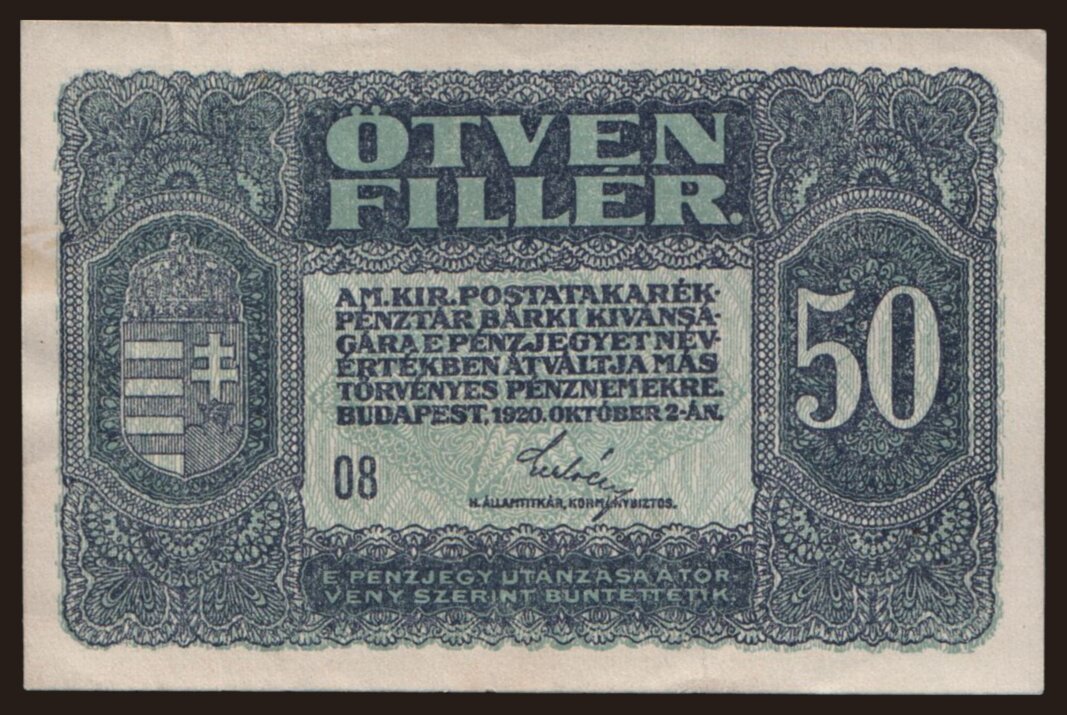 ÖTVEN
FILLÉR.
A M. KIR. POSTATAKARÉK-
PÉNZTÁR BÁRKI KIVÁNSÁ-
GÁRA E PÉNZJEGYET NÉV-
ÉRTÉKBEN ÁTVÁLTJA MÁS
TÖRVÉNYES PÉNZNEMEKRE.
BUDAPEST, 1920. OKTÓBER 2-ÁN.
50
08
H. ÁLLAMTITKÁR, KORMÁNYBIZTOS.
E PÉNZJEGY UTÁNZÁSA A TÖR-
VÉNY SZERINT BÜNTETTETIK.